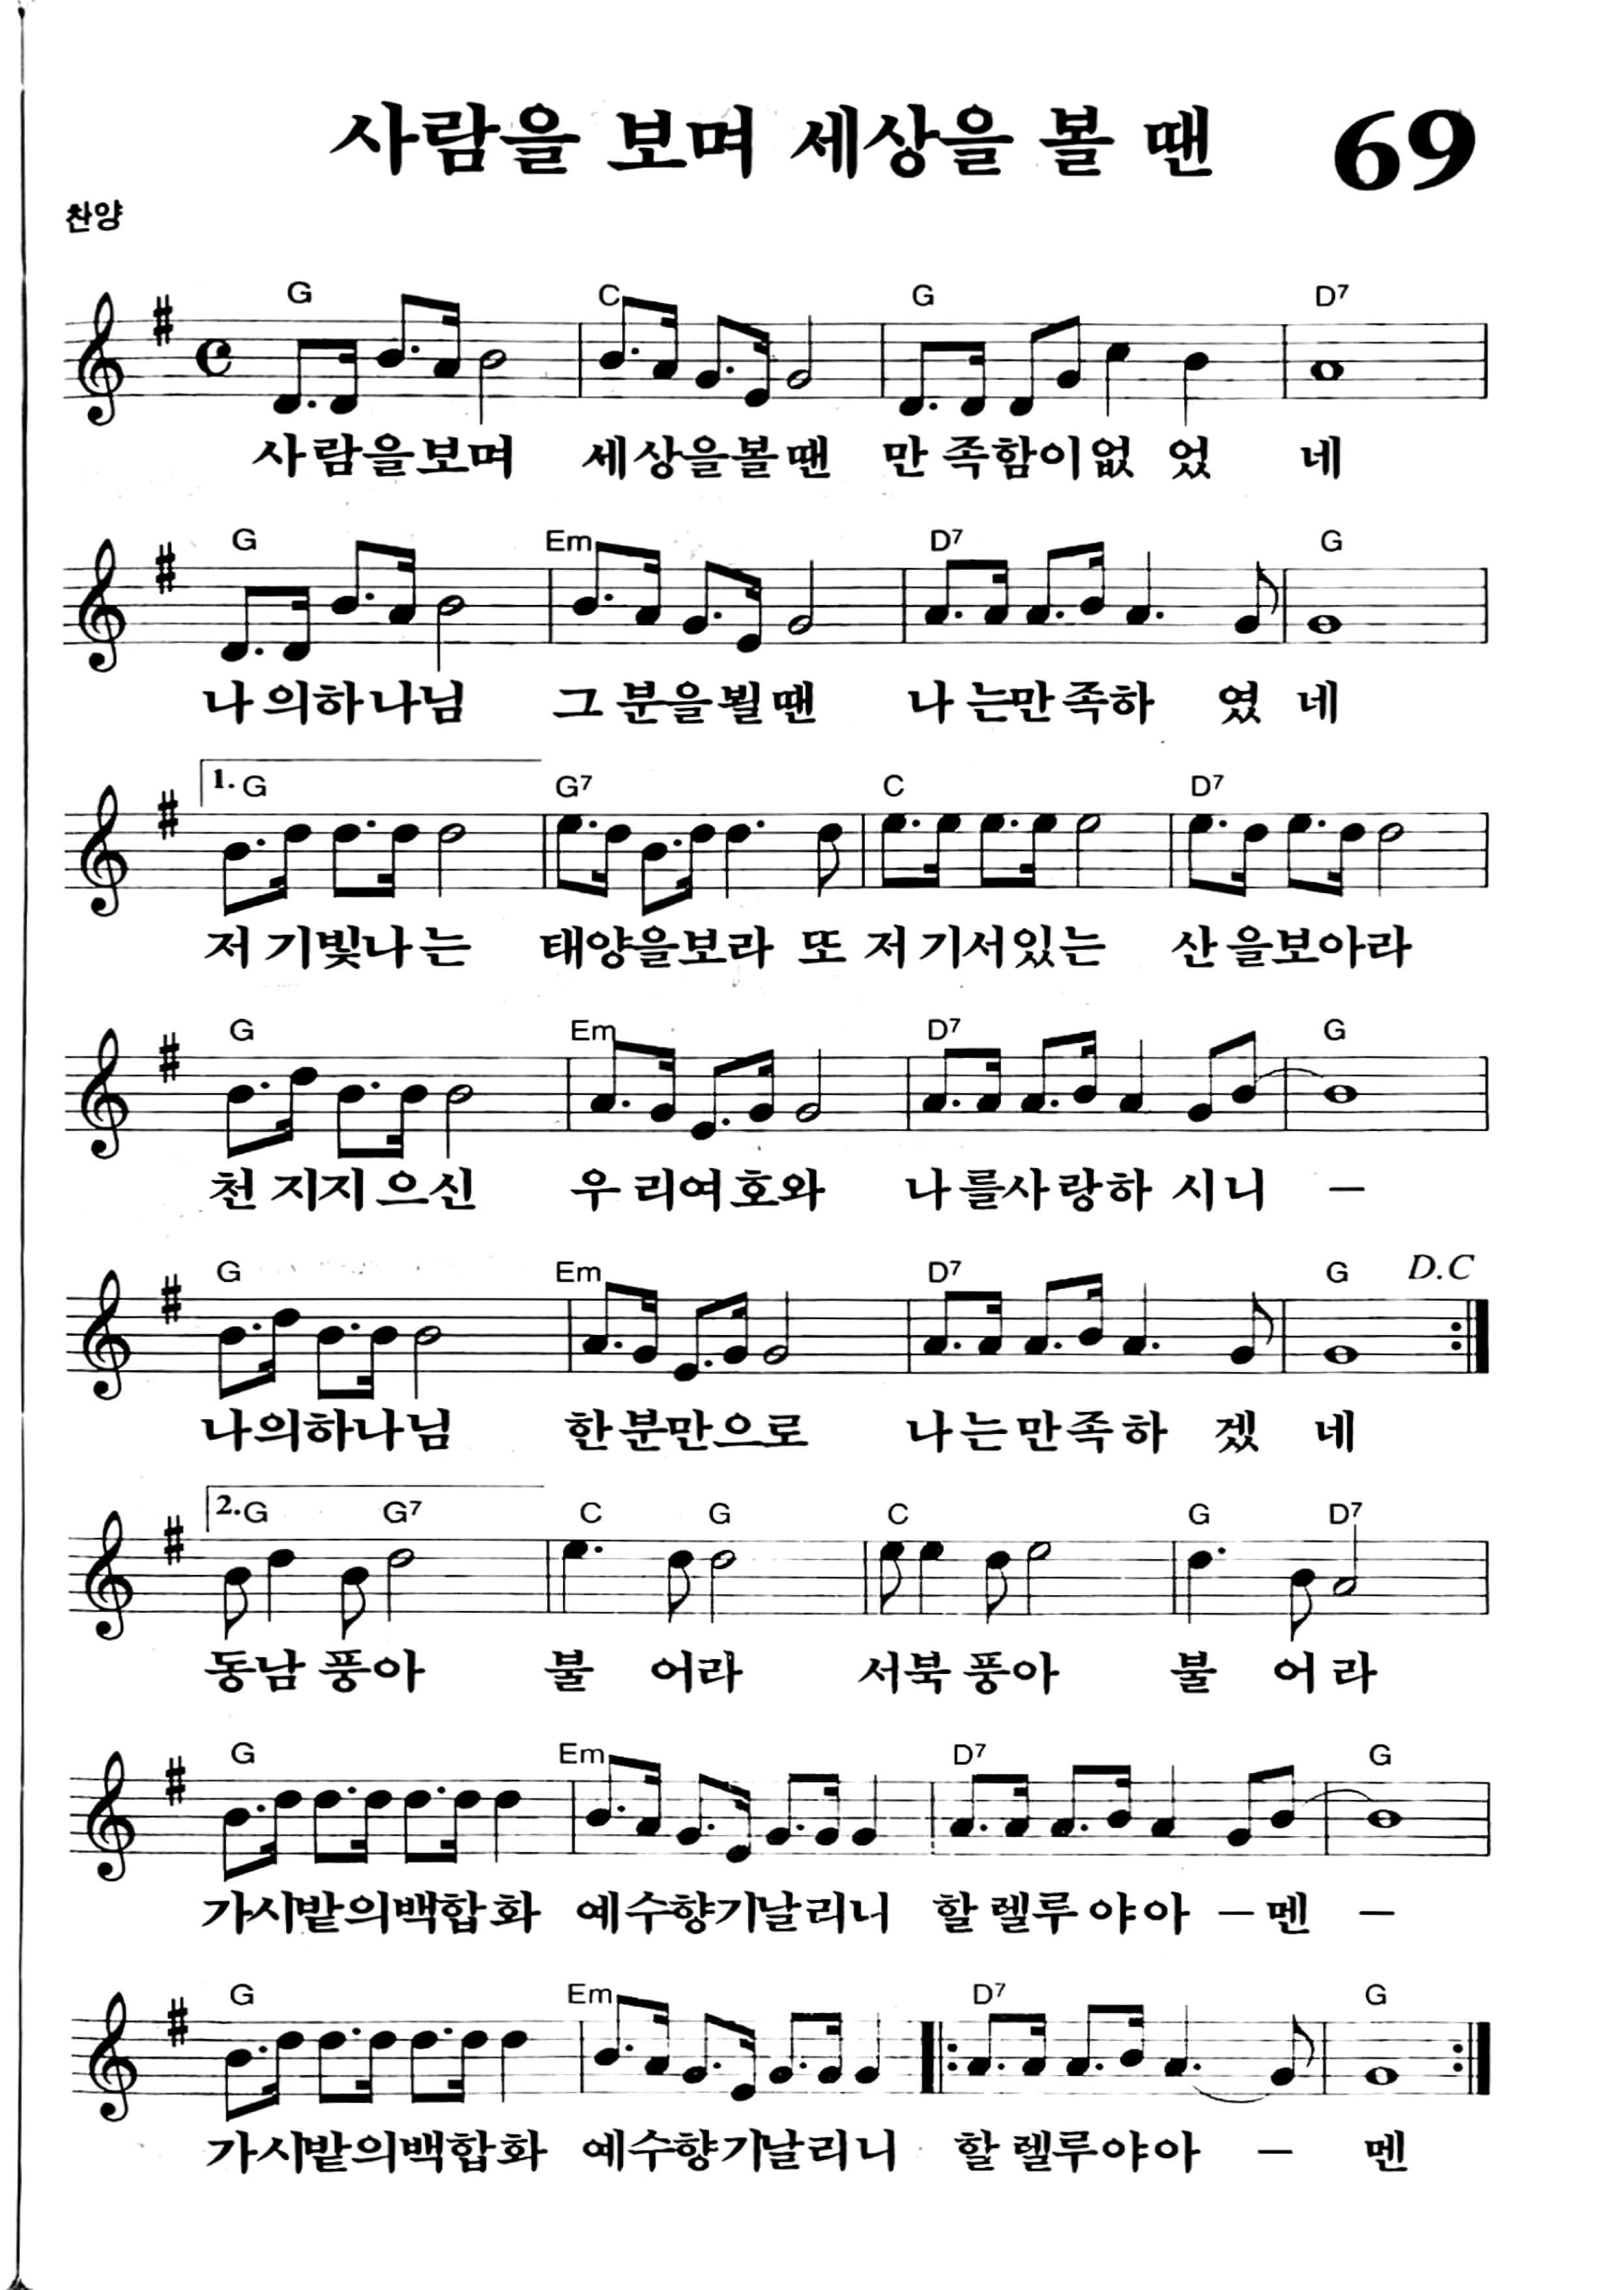 사람을 보며 세상을 볼 땐 69
찬양
G C G D7
사람을보며 세상을볼땐 만족함이없었네
G Em D7 G
나의하나님 그분을뵐땐 나는만족하였네
1. G G7 C D7
저기빛나는 태양을보라 또 저기서있는 산을보아라
G Em D7 G
천지지으신 우리여호와 나를사랑하시니 –
G Em D7 G D.C
나의하나님 한분만으로 나는만족하겠네
2. G G7 C G C G D7
동남풍아 불어라 서북풍아 불어라
G Em D7 G
가시밭의백합화 예수향기날리니 할렐루야아 – 멘 –
G Em D7 G
가시밭의백합화 예수향기날리니 할렐루야아 – 멘